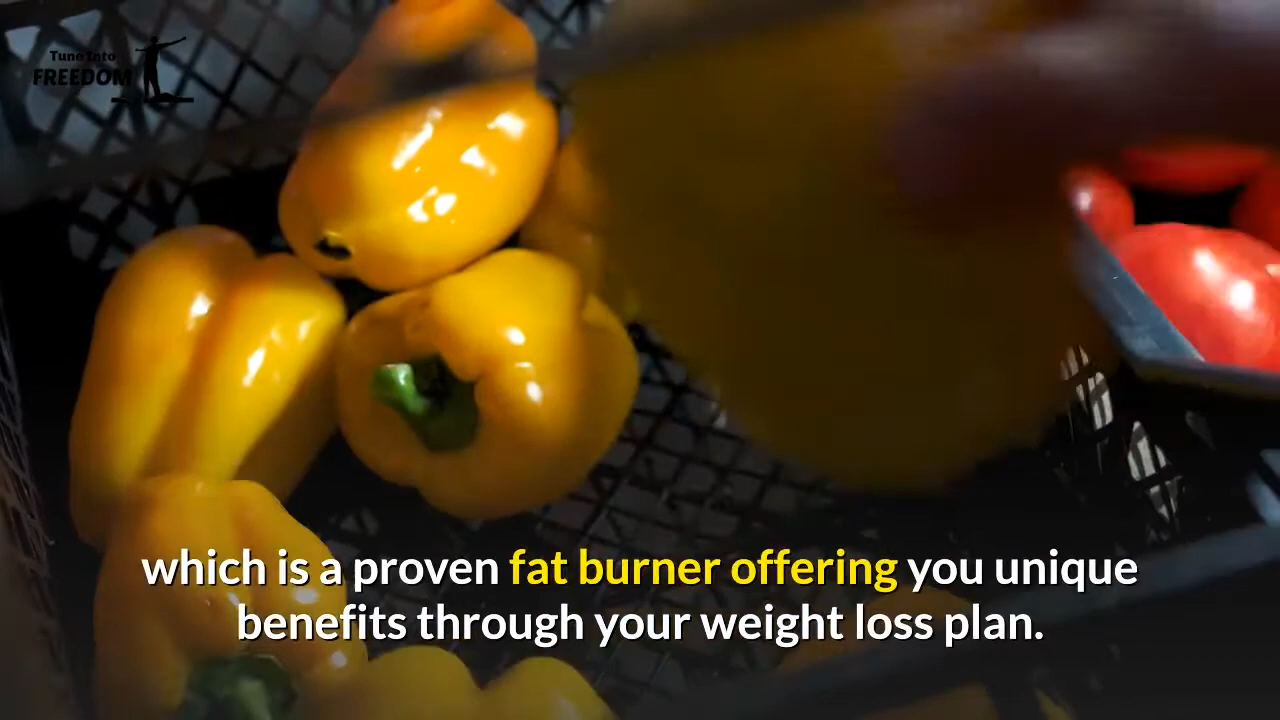 Tune Into
FREEDOM
which is a proven fat burner offering you unique
benefits through your weight loss plan.